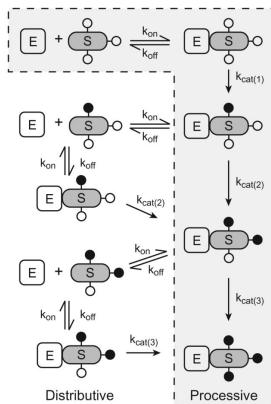 E + S k_on k_off E S
k_cat(1)
E + S k_on k_off E S
k_on k_off
k_cat(2)
E S k_cat(2)
E + S k_on k_off E S
k_on k_off
k_cat(3)
E S k_cat(3) S
Distributive Processive